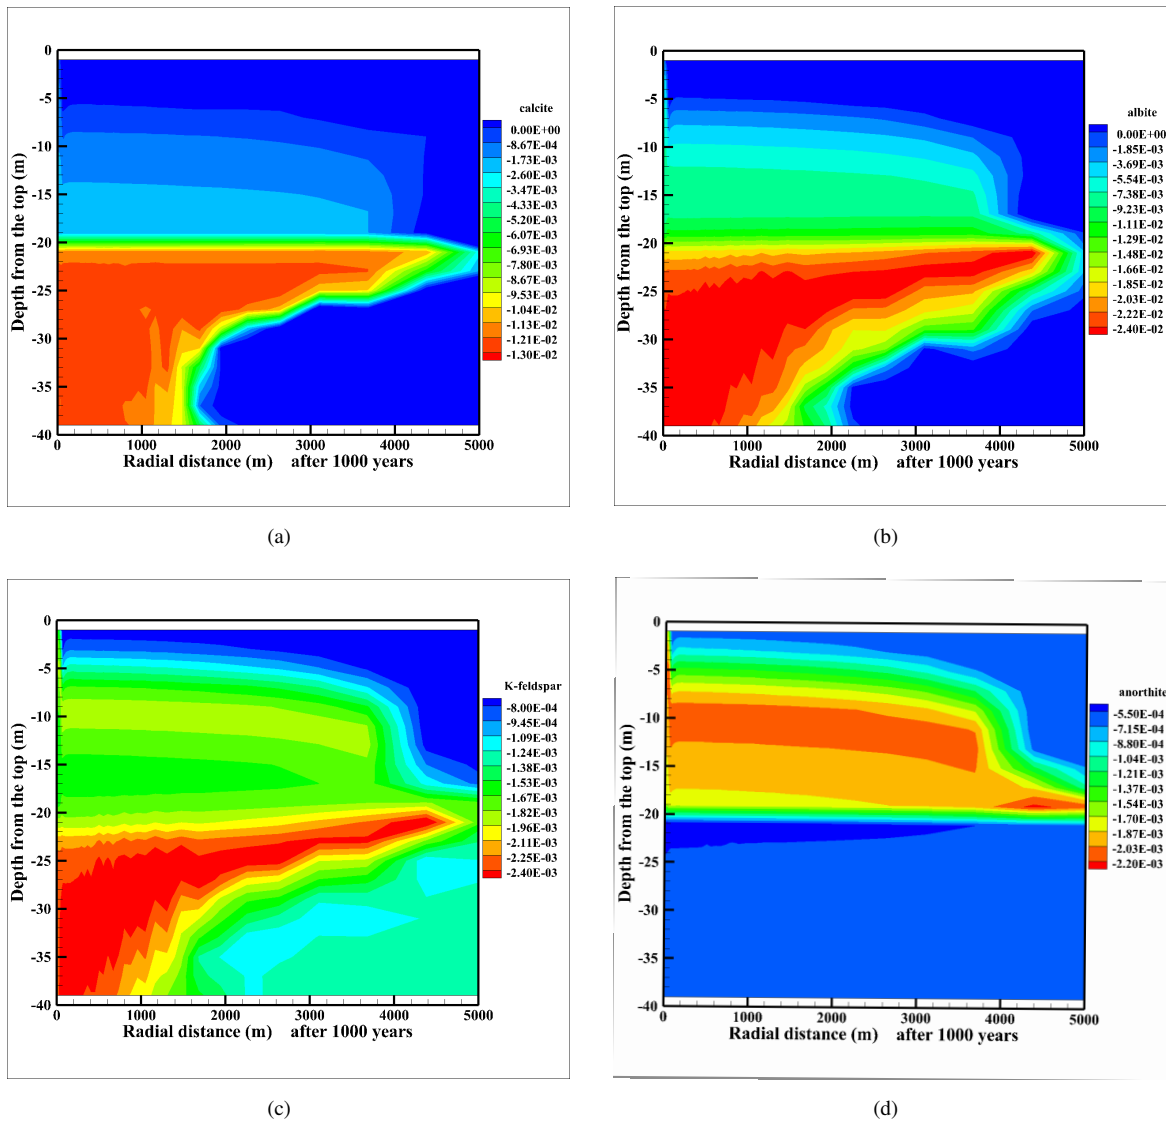 calcite
0.00E+00
-8.67E-04
-1.73E-03
-2.60E-03
-3.47E-03
-4.33E-03
-5.20E-03
-6.07E-03
-6.93E-03
-7.80E-03
-8.67E-03
-9.53E-03
-1.04E-02
-1.13E-02
-1.21E-02
-1.30E-02
Depth from the top (m)
0
-5
-10
-15
-20
-25
-30
-35
-40
0 1000 2000 3000 4000 5000
Radial distance (m) after 1000 years
(a)
albite
0.00E+00
-1.85E-03
-3.69E-03
-5.54E-03
-7.38E-03
-9.23E-03
-1.11E-02
-1.29E-02
-1.48E-02
-1.66E-02
-1.85E-02
-2.03E-02
-2.22E-02
-2.40E-02
Depth from the top (m)
0
-5
-10
-15
-20
-25
-30
-35
-40
0 1000 2000 3000 4000 5000
Radial distance (m) after 1000 years
(b)
K-feldspar
-8.00E-04
-9.45E-04
-1.09E-03
-1.24E-03
-1.38E-03
-1.53E-03
-1.67E-03
-1.82E-03
-1.96E-03
-2.11E-03
-2.25E-03
-2.40E-03
Depth from the top (m)
0
-5
-10
-15
-20
-25
-30
-35
-40
0 1000 2000 3000 4000 5000
Radial distance (m) after 1000 years
(c)
anorthite
-5.50E-04
-7.15E-04
-8.80E-04
-1.04E-03
-1.21E-03
-1.37E-03
-1.54E-03
-1.70E-03
-1.87E-03
-2.03E-03
-2.20E-03
Depth from the top (m)
0
-5
-10
-15
-20
-25
-30
-35
-40
0 1000 2000 3000 4000 5000
Radial distance (m) after 1000 years
(d)